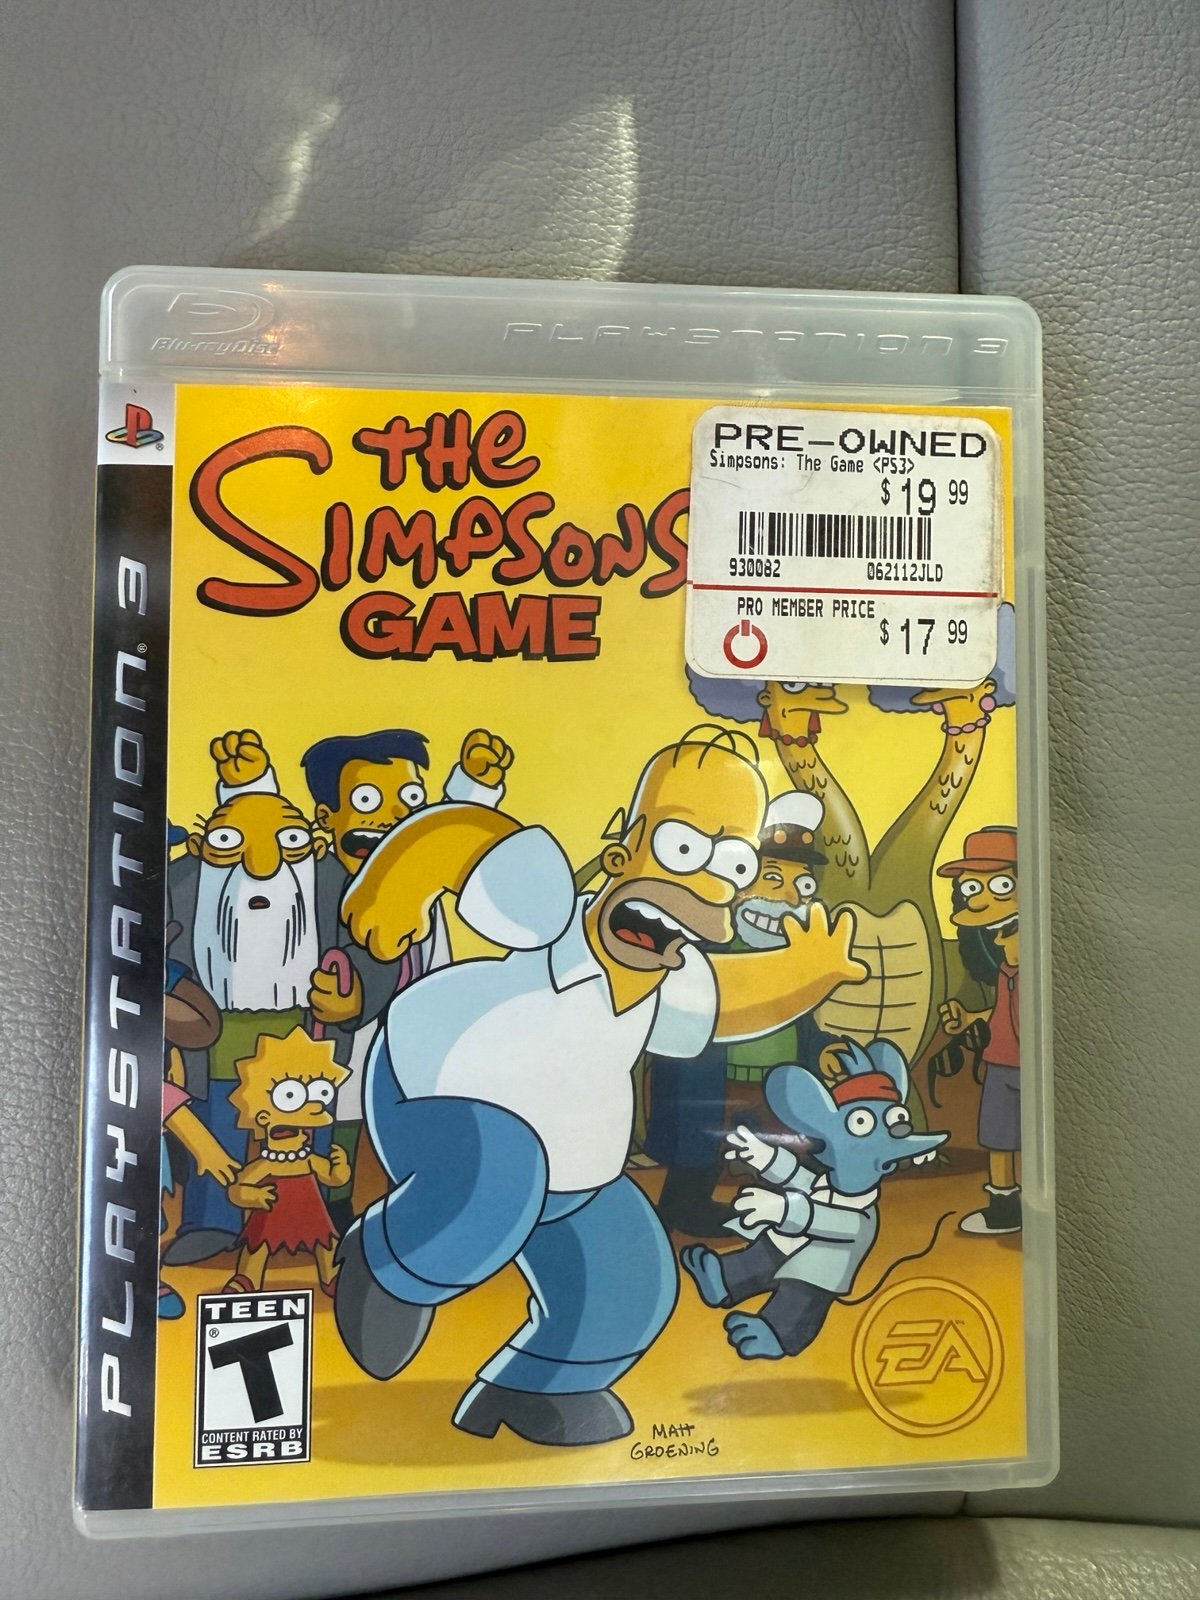 Blu-ray Disc
PLAYSTATION 3
PLAYSTATION® 3
THE
SIMPSONS
GAME
PRE-OWNED
Simpsons: The Game <PS3>
$ 19 99
930082 062112JLD
PRO MEMBER PRICE
$ 17 99
TEEN
T
®
CONTENT RATED BY
ESRB
MATT
GROENING
EA